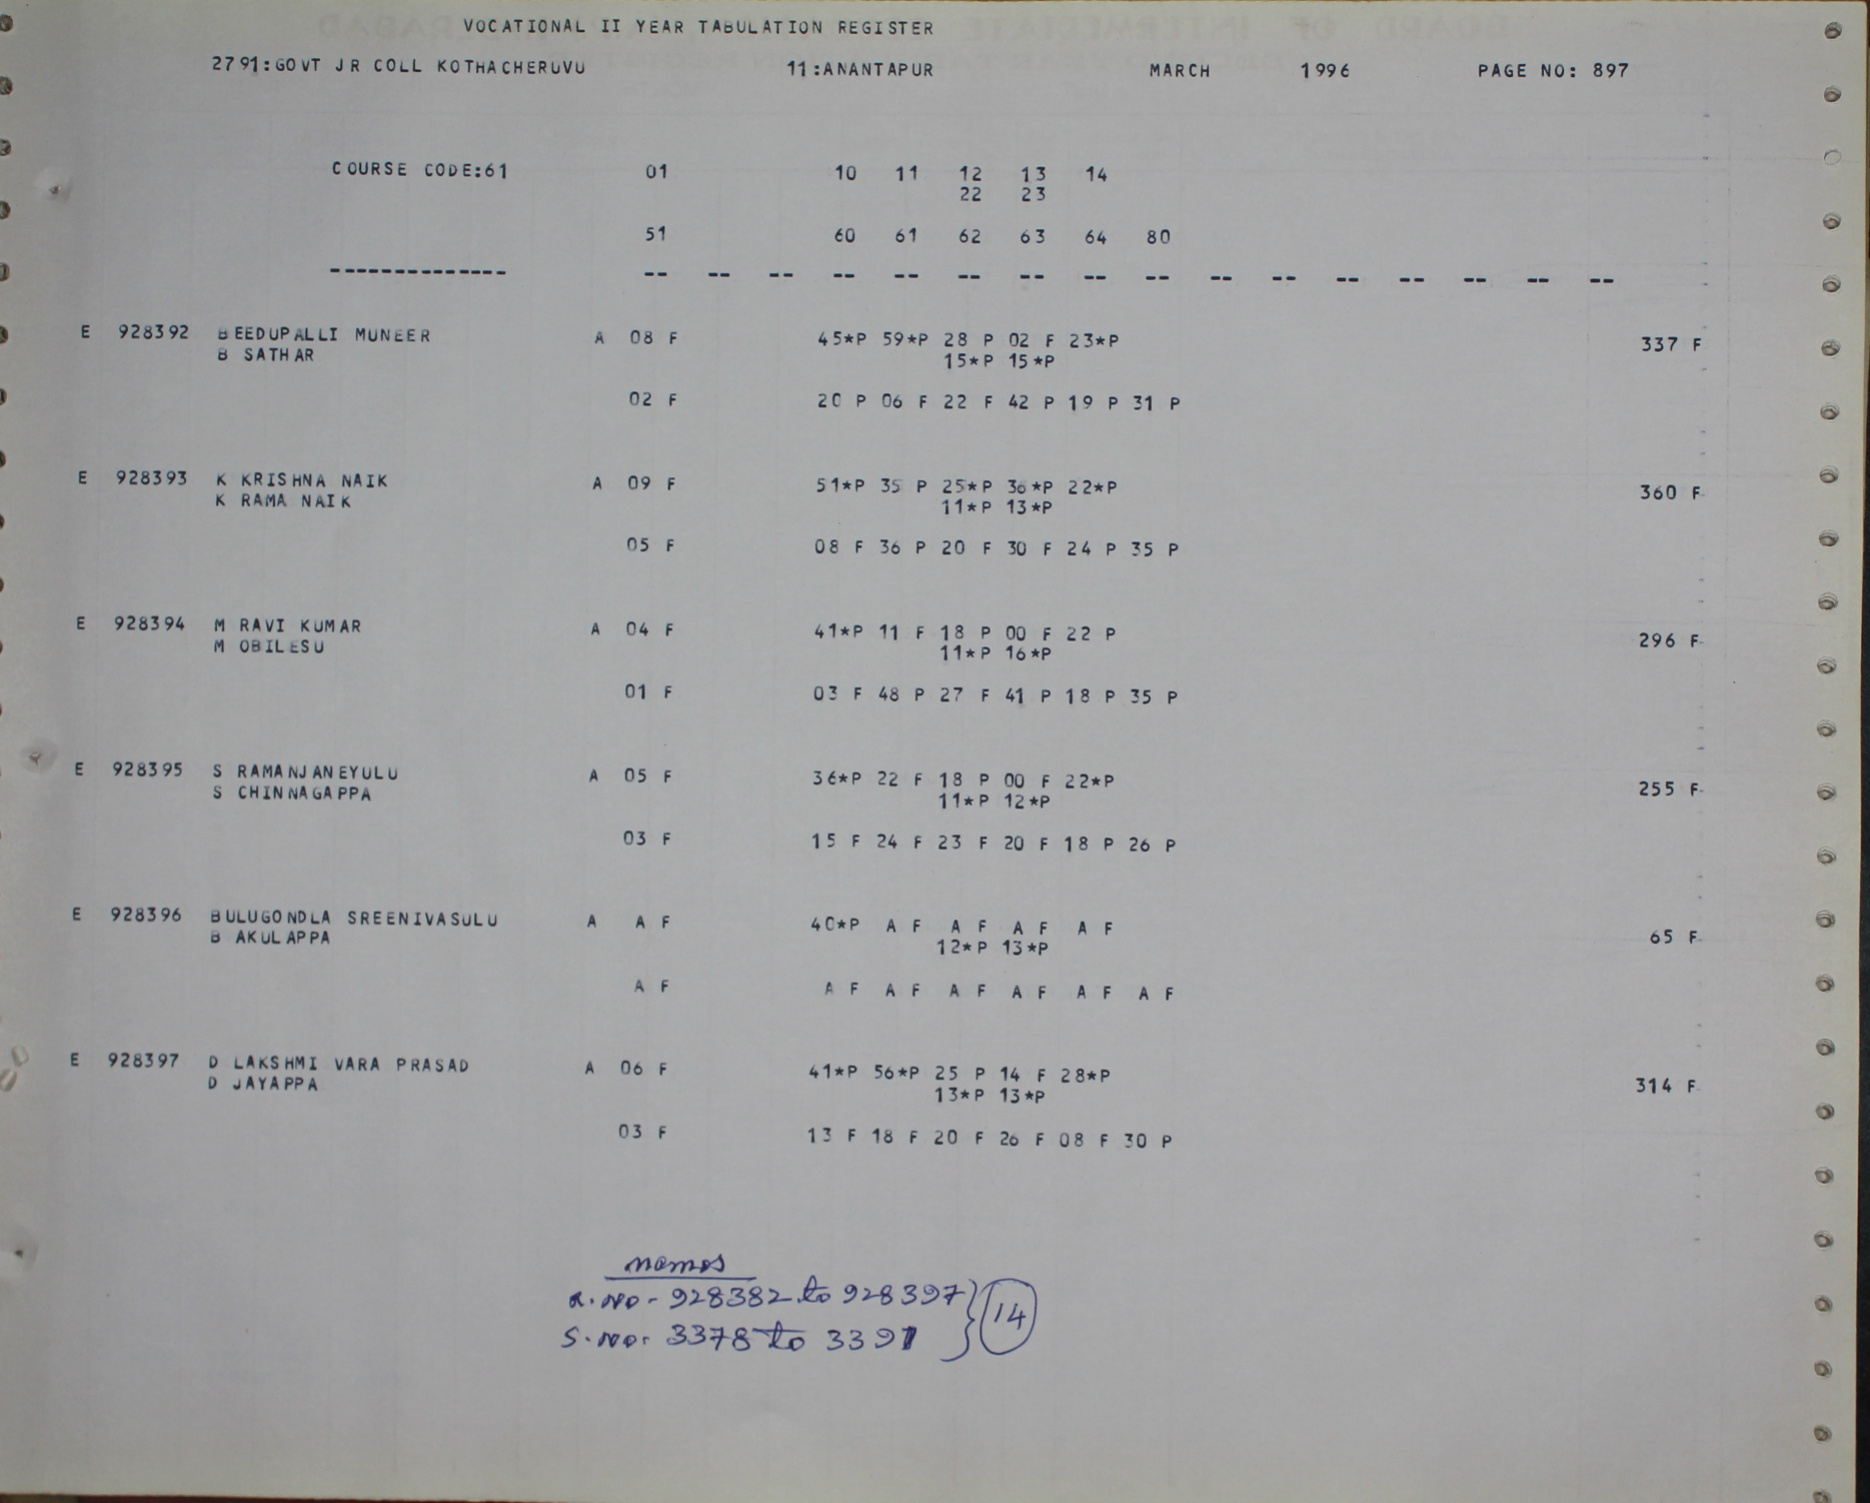 VOCATIONAL II YEAR TABULATION REGISTER
2791:GOVT JR COLL KOTHACHERUVU 11:ANANTAPUR MARCH 1996 PAGE NO: 897
COURSE CODE:61 01 10 11 12 13 14
22 23
51 60 61 62 63 64 80
-------------- -- -- -- -- -- -- -- -- -- -- -- -- -- -- -- --
E 928392 BEEDUPALLI MUNEER A 08 F 45*P 59*P 28 P 02 F 23*P 337 F
B SATHAR 15*P 15*P
02 F 20 P 06 F 22 F 42 P 19 P 31 P
E 928393 K KRISHNA NAIK A 09 F 51*P 35 P 25*P 36*P 22*P 360 F
K RAMA NAIK 11*P 13*P
05 F 08 F 36 P 20 F 30 F 24 P 35 P
E 928394 M RAVI KUMAR A 04 F 41*P 11 F 18 P 00 F 22 P 296 F
M OBILESU 11*P 16*P
01 F 03 F 48 P 27 F 41 P 18 P 35 P
E 928395 S RAMANJANEYULU A 05 F 36*P 22 F 18 P 00 F 22*P 255 F
S CHINNAGAPPA 11*P 12*P
03 F 15 F 24 F 23 F 20 F 18 P 26 P
E 928396 BULUGONDLA SREENIVASULU A A F 40*P A F A F A F A F 65 F
B AKULAPPA 12*P 13*P
A F A F A F A F A F A F A F
E 928397 D LAKSHMI VARA PRASAD A 06 F 41*P 56*P 25 P 14 F 28*P 314 F
D JAYAPPA 13*P 13*P
03 F 13 F 18 F 20 F 26 F 08 F 30 P
R.NO- 928382 to 928397 14
S.NO: 3378 to 3391